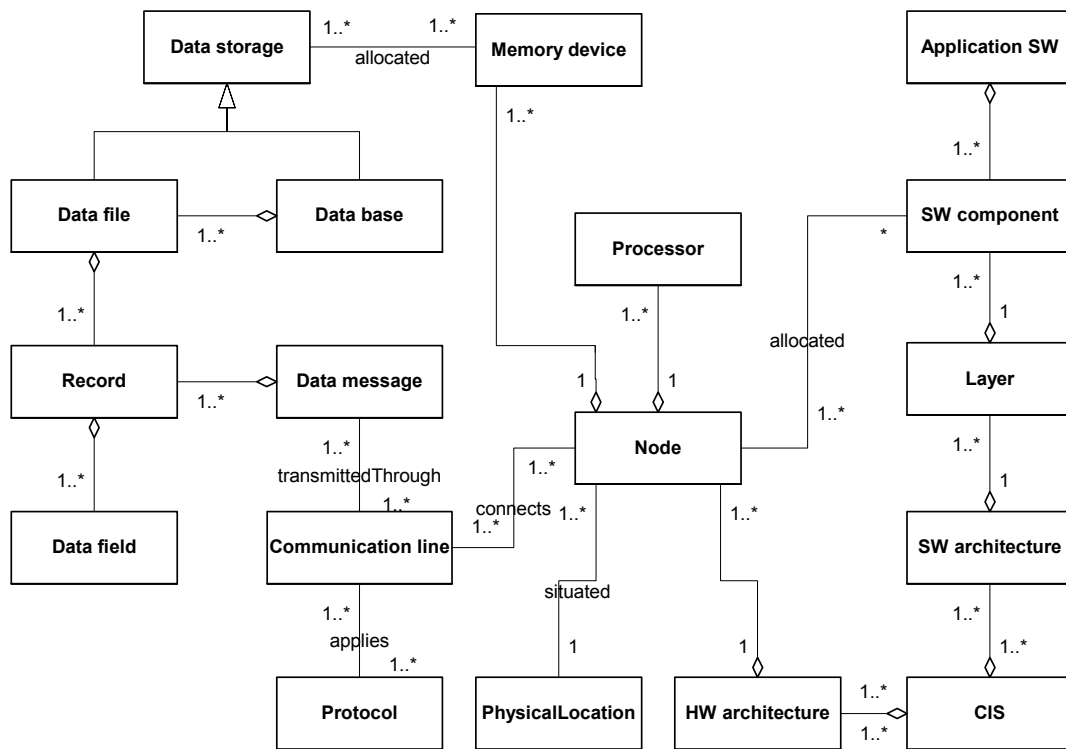 Data storage
1..*
1..*
allocated
Memory device
Application SW
1..*
1..*
Data file
1..*
Data base
Processor
SW component
*
1..*
1..*
1..*
1
allocated
Record
1..*
Data message
1
1
Layer
1..*
1..*
1..*
Node
1..*
1..*
transmittedThrough
1..*
1
connects
1..*
1..*
1..*
Data field
Communication line
SW architecture
situated
1..*
1..*
applies
1..*
1
1
1..*
1..*
Protocol
PhysicalLocation
HW architecture
1..*
CIS